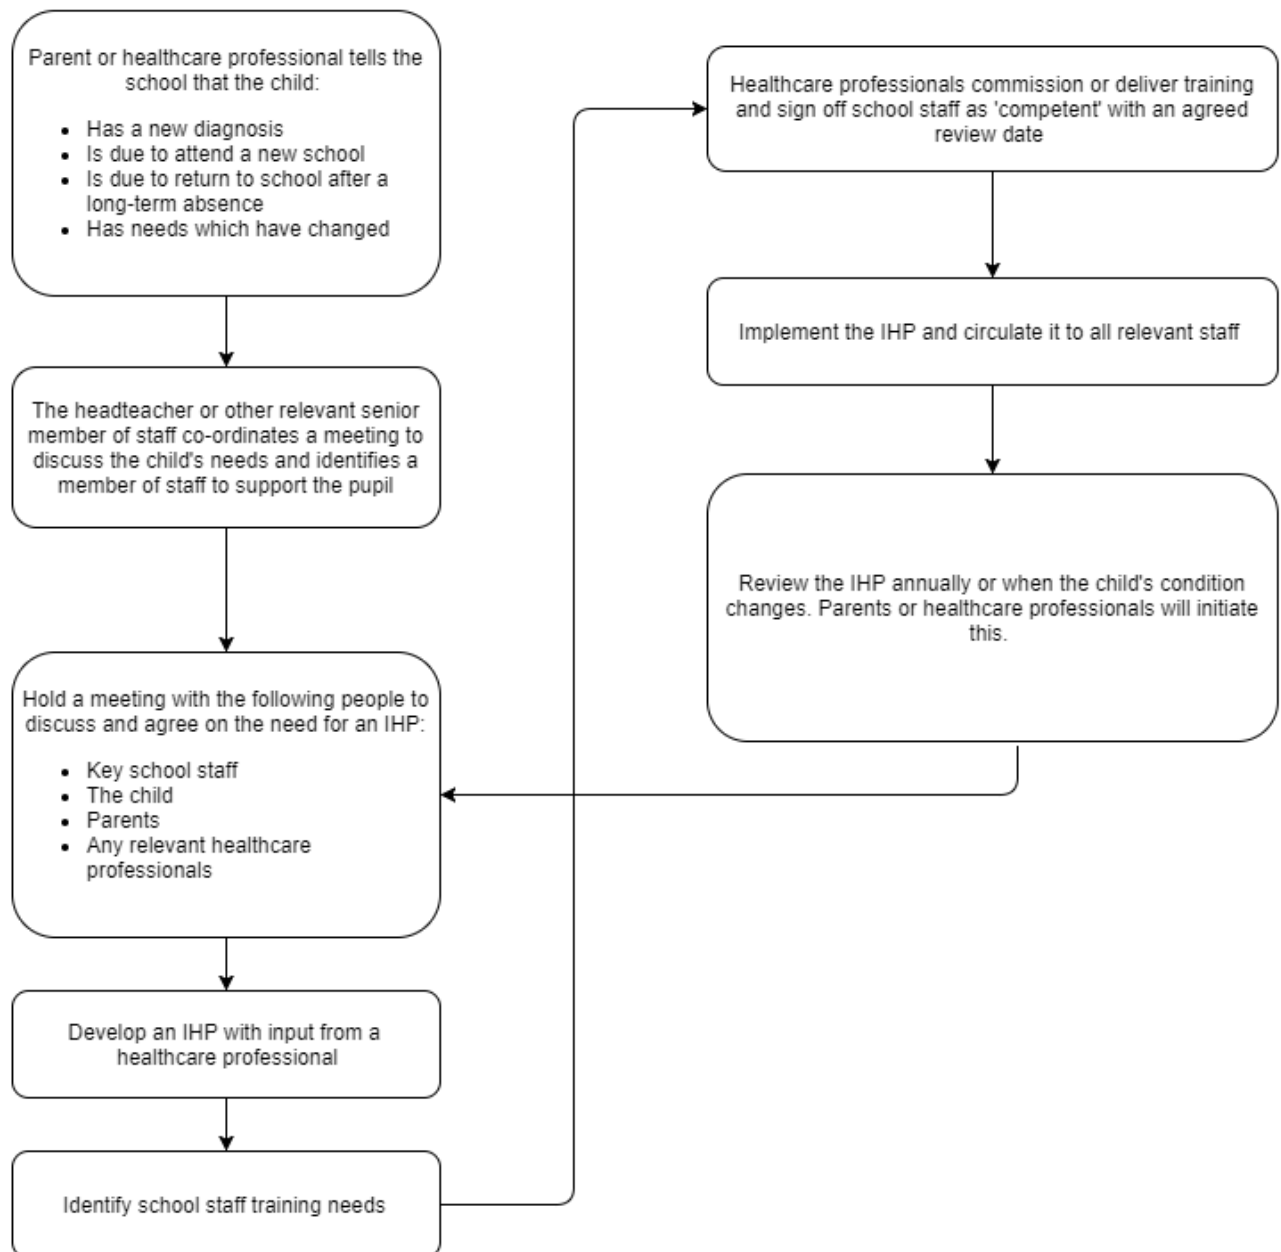 Parent or healthcare professional tells the
school that the child:
• Has a new diagnosis
• Is due to attend a new school
• Is due to return to school after a
long-term absence
• Has needs which have changed
The headteacher or other relevant senior
member of staff co-ordinates a meeting to
discuss the child's needs and identifies a
member of staff to support the pupil
Hold a meeting with the following people to
discuss and agree on the need for an IHP:
• Key school staff
• The child
• Parents
• Any relevant healthcare
professionals
Develop an IHP with input from a
healthcare professional
Identify school staff training needs
Healthcare professionals commission or deliver training
and sign off school staff as 'competent' with an agreed
review date
Implement the IHP and circulate it to all relevant staff
Review the IHP annually or when the child's condition
changes. Parents or healthcare professionals will initiate
this.